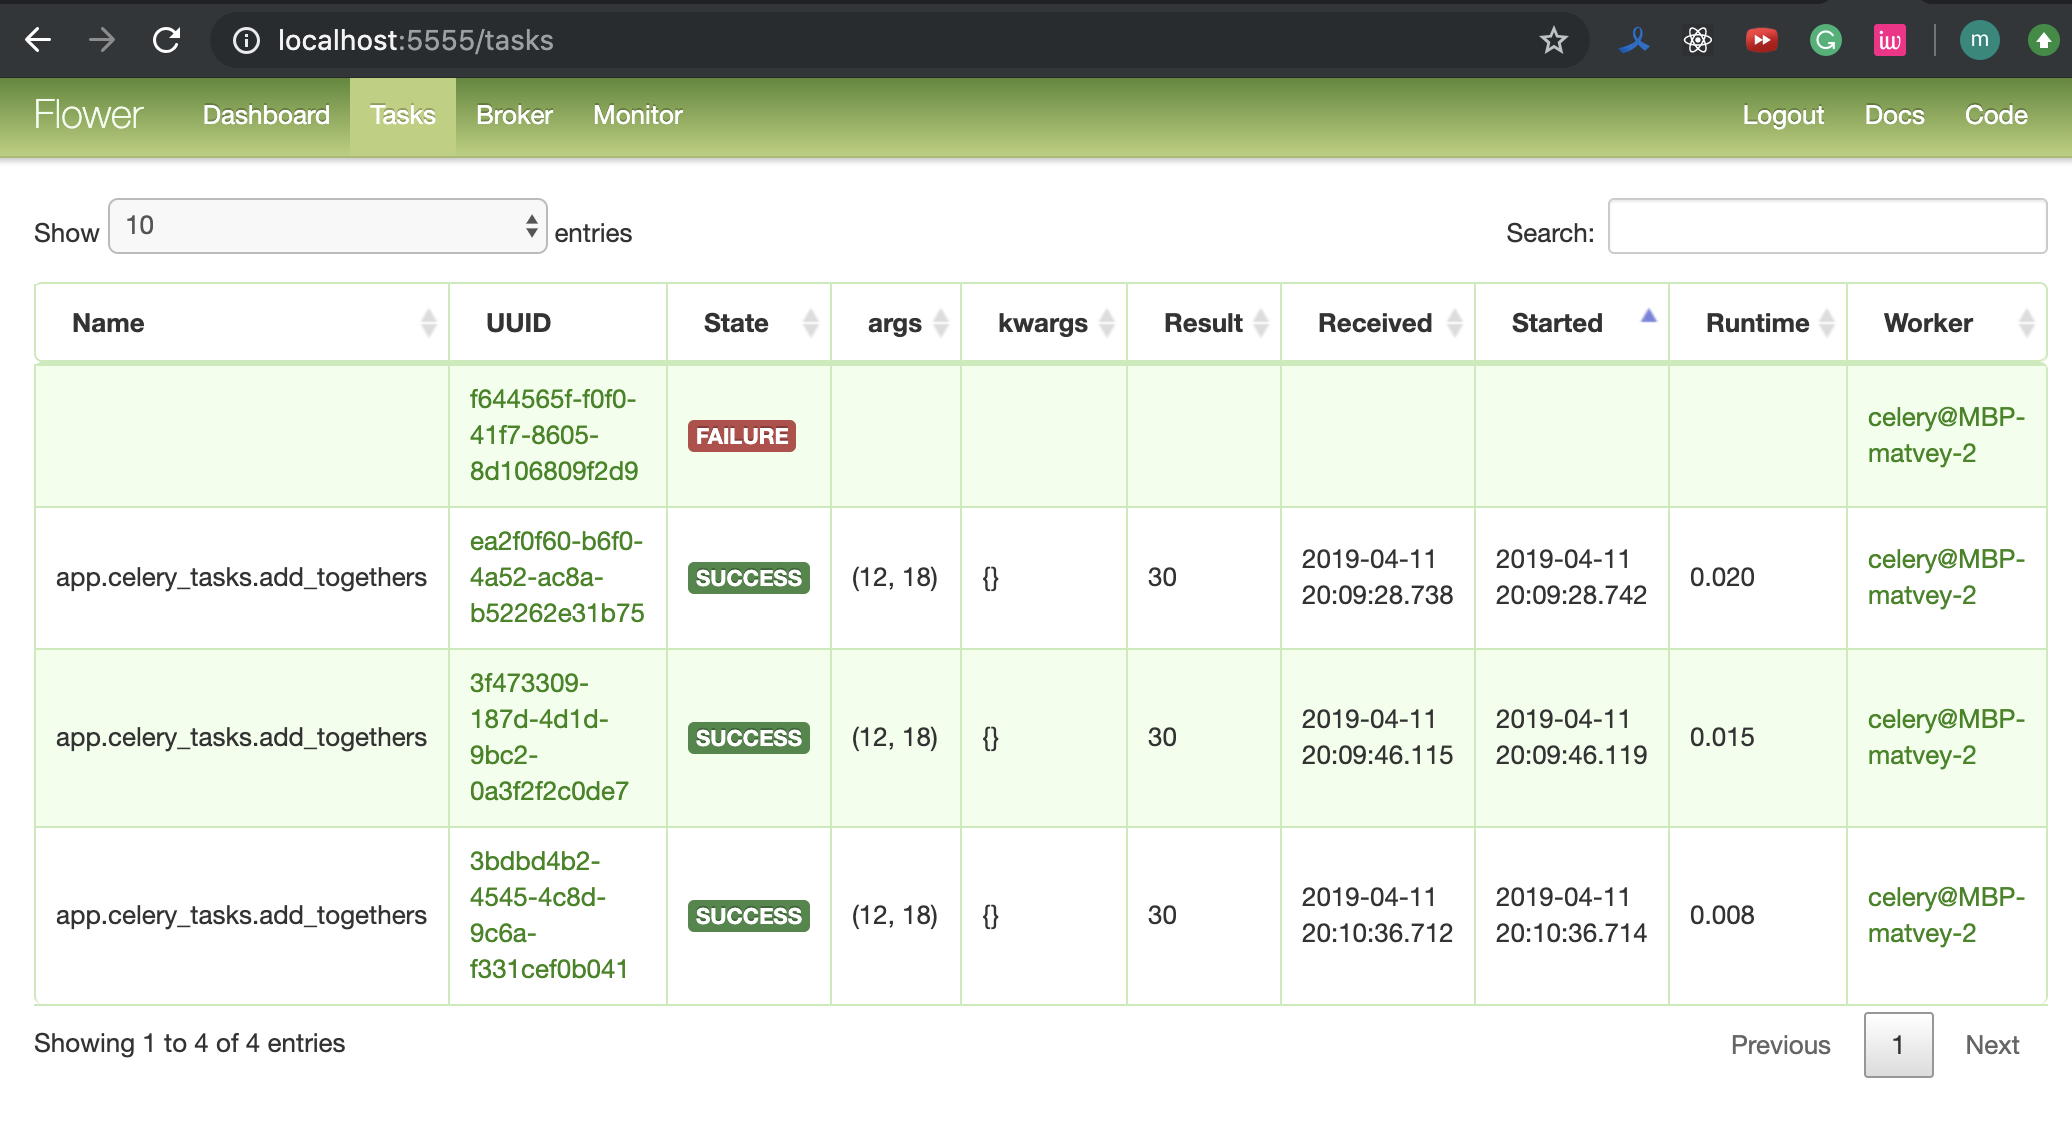 localhost:5555/tasks
m
Flower Dashboard Tasks Broker Monitor Logout Docs Code
Show 10 entries Search:
Name UUID State args kwargs Result Received Started Runtime Worker
f644565f-f0f0-
41f7-8605-
8d106809f2d9
FAILURE
celery@MBP-
matvey-2
app.celery_tasks.add_togethers
ea2f0f60-b6f0-
4a52-ac8a-
b52262e31b75
SUCCESS
(12, 18)
{}
30
2019-04-11
20:09:28.738
2019-04-11
20:09:28.742
0.020
celery@MBP-
matvey-2
app.celery_tasks.add_togethers
3f473309-
187d-4d1d-
9bc2-
0a3f2f2c0de7
SUCCESS
(12, 18)
{}
30
2019-04-11
20:09:46.115
2019-04-11
20:09:46.119
0.015
celery@MBP-
matvey-2
app.celery_tasks.add_togethers
3bdbd4b2-
4545-4c8d-
9c6a-
f331cef0b041
SUCCESS
(12, 18)
{}
30
2019-04-11
20:10:36.712
2019-04-11
20:10:36.714
0.008
celery@MBP-
matvey-2
Showing 1 to 4 of 4 entries Previous 1 Next